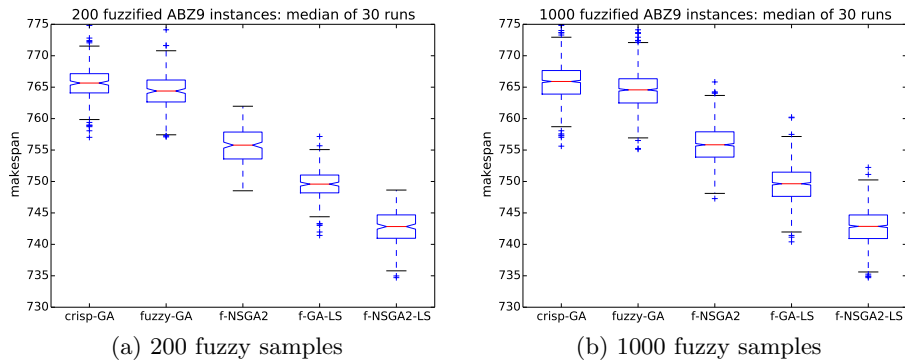 200 fuzzified ABZ9 instances: median of 30 runs
775
770
765
760
755
750
745
740
735
730
makespan
crisp-GA fuzzy-GA f-NSGA2 f-GA-LS f-NSGA2-LS
(a) 200 fuzzy samples
1000 fuzzified ABZ9 instances: median of 30 runs
775
770
765
760
755
750
745
740
735
730
makespan
crisp-GA fuzzy-GA f-NSGA2 f-GA-LS f-NSGA2-LS
(b) 1000 fuzzy samples